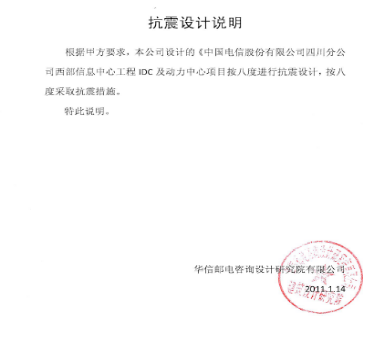 抗震设计说明
根据甲方要求，本公司设计的《中国电信股份有限公司四川分公
司西部信息中心工程 IDC 及动力中心项目按八度进行抗震设计，按八
度采取抗震措施。
特此说明。
华信邮电咨询设计研究院有限公司
2011.1.14